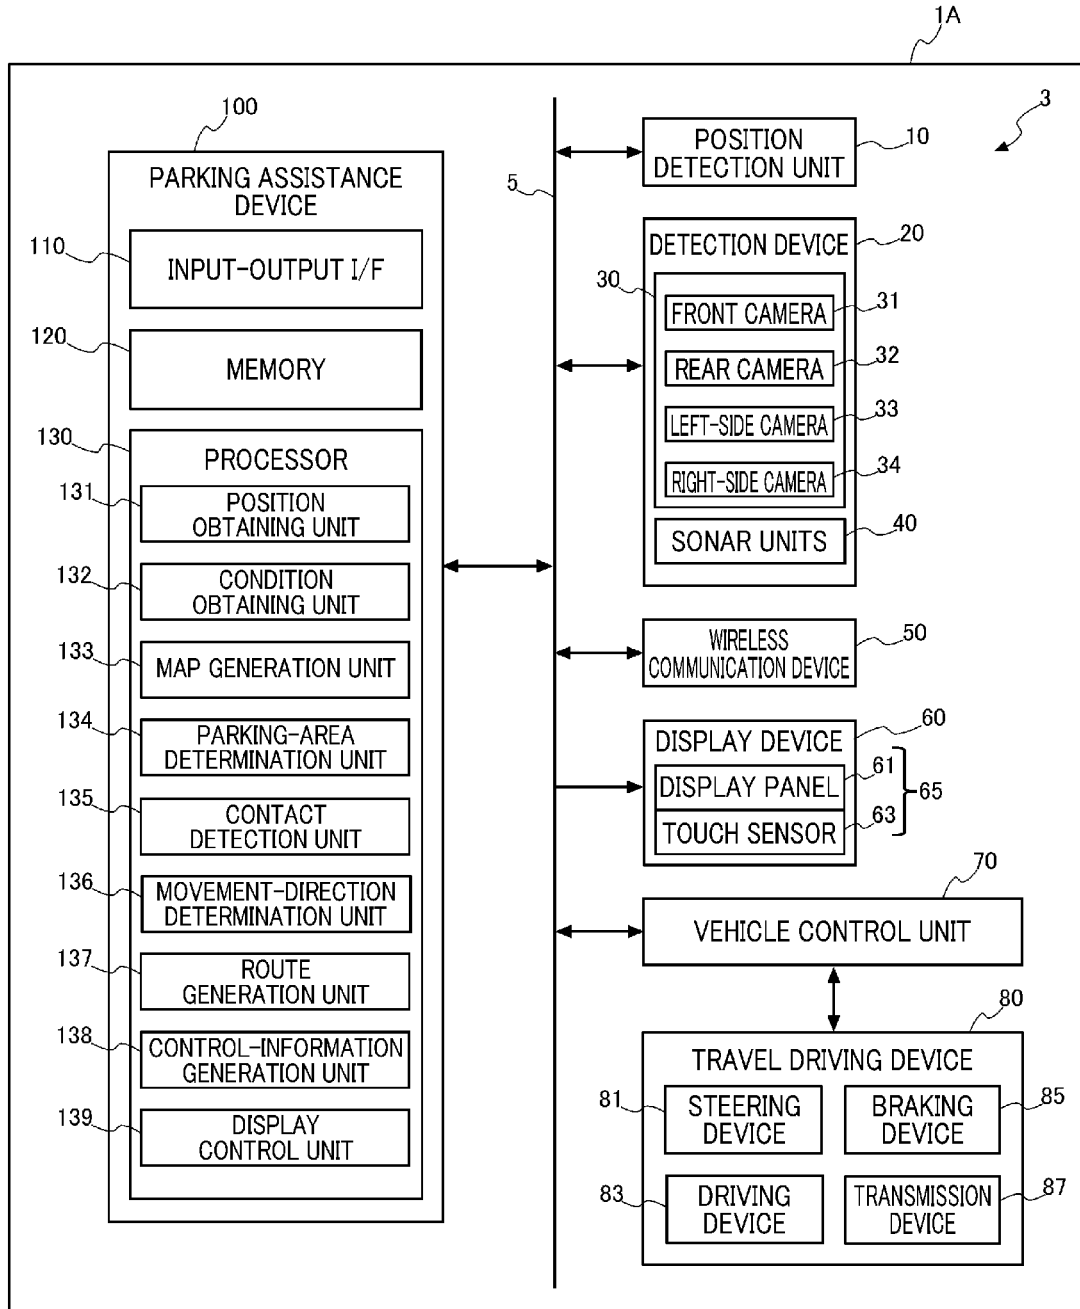 1A
3
100
PARKING ASSISTANCE
DEVICE
110
INPUT-OUTPUT I/F
120
MEMORY
130
PROCESSOR
131
POSITION
OBTAINING UNIT
132
CONDITION
OBTAINING UNIT
133
MAP GENERATION UNIT
134
PARKING-AREA
DETERMINATION UNIT
135
CONTACT
DETECTION UNIT
136
MOVEMENT-DIRECTION
DETERMINATION UNIT
137
ROUTE
GENERATION UNIT
138
CONTROL-INFORMATION
GENERATION UNIT
139
DISPLAY
CONTROL UNIT
5
POSITION
DETECTION UNIT
10
DETECTION DEVICE
20
30
FRONT CAMERA
31
REAR CAMERA
32
LEFT-SIDE CAMERA
33
RIGHT-SIDE CAMERA
34
SONAR UNITS
40
WIRELESS
COMMUNICATION DEVICE
50
DISPLAY DEVICE
60
DISPLAY PANEL
61
TOUCH SENSOR
63
65
70
VEHICLE CONTROL UNIT
80
TRAVEL DRIVING DEVICE
81
STEERING
DEVICE
BRAKING
DEVICE
85
83
DRIVING
DEVICE
TRANSMISSION
DEVICE
87